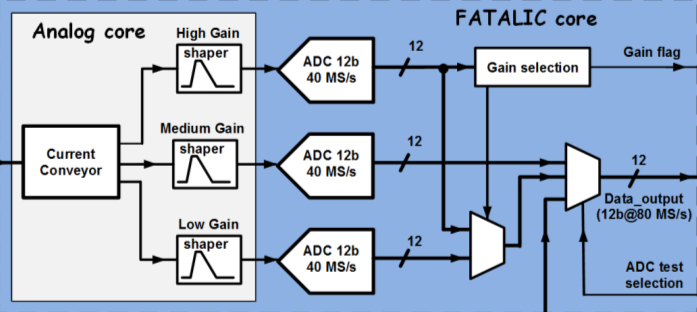 Analog core
FATALIC core
High Gain
shaper
ADC 12b
40 MS/s
12
Gain selection
Gain flag
Current
Conveyor
Medium Gain
shaper
ADC 12b
40 MS/s
12
12
Data_output
(12b@80 MS/s)
Low Gain
shaper
ADC 12b
40 MS/s
12
ADC test
selection